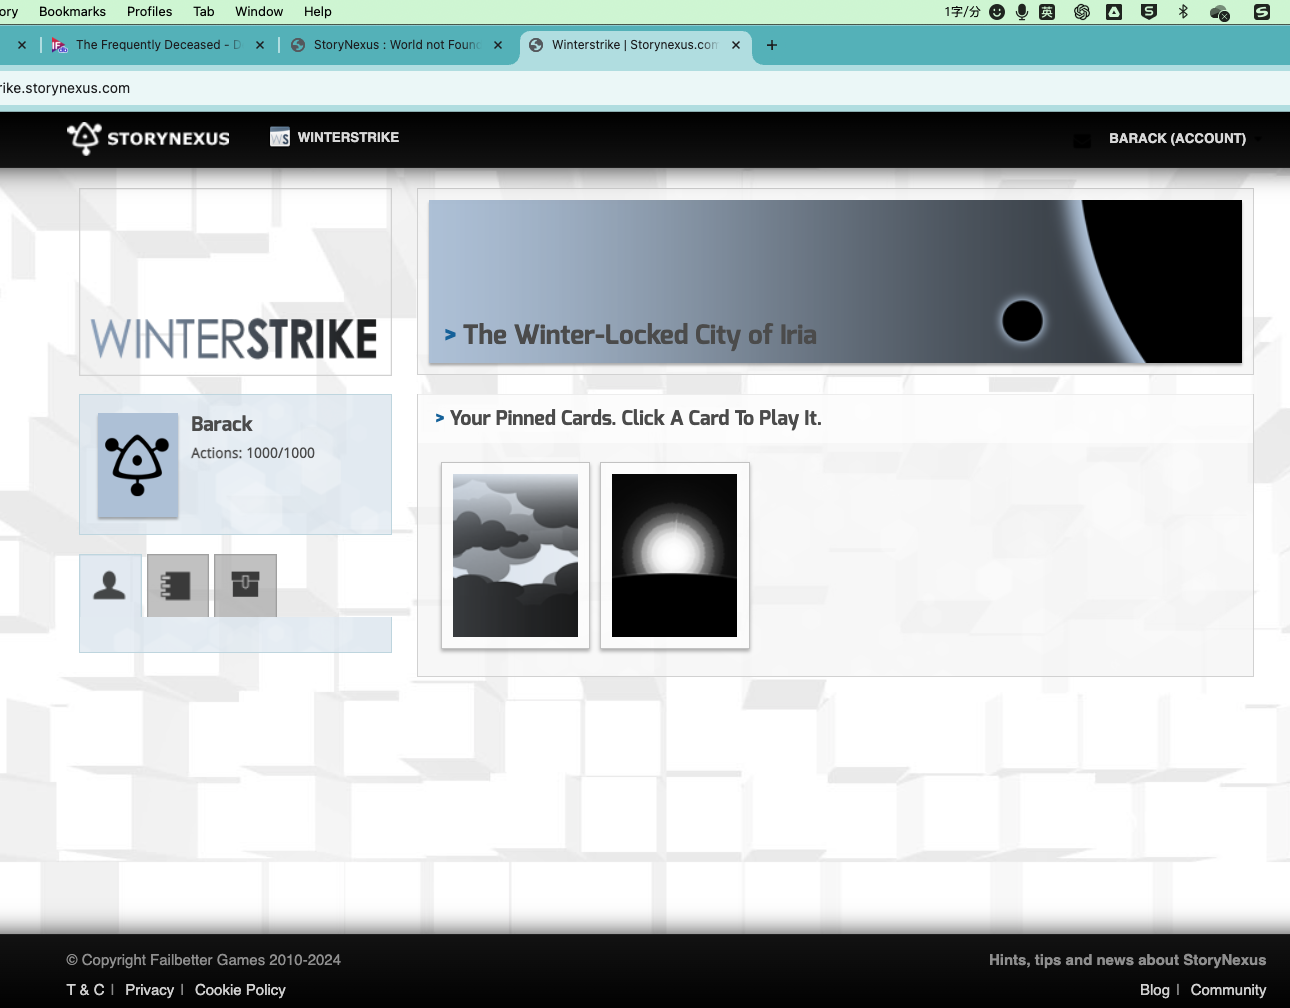 ory Bookmarks Profiles Tab Window Help 1字/分 英
The Frequently Deceased - D StoryNexus : World not Found Winterstrike | Storynexus.com
rike.storynexus.com
STORYNEXUS WS WINTERSTRIKE BARACK (ACCOUNT)
WINTERSTRIKE
> The Winter-Locked City of Iria
Barack
Actions: 1000/1000
> Your Pinned Cards. Click A Card To Play It.
© Copyright Failbetter Games 2010-2024
T & C | Privacy | Cookie Policy
Hints, tips and news about StoryNexus
Blog | Community